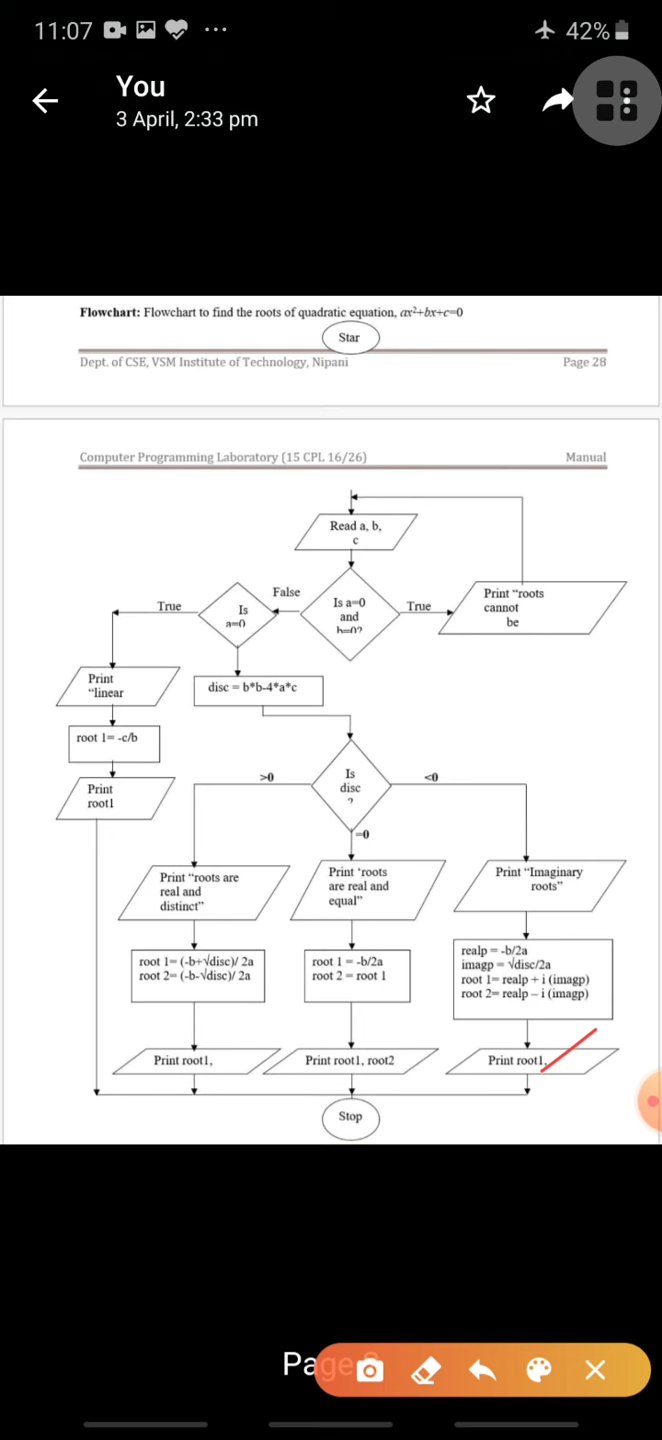 11:07
42%
You
3 April, 2:33 pm
Flowchart: Flowchart to find the roots of quadratic equation, ax²+bx+c=0
Star
Dept. of CSE, VSM Institute of Technology, Nipani
Page 28
Computer Programming Laboratory (15 CPL 16/26)
Manual
Read a, b,
c
False
True
Is
a=0
Is a=0
and
b=0?
True
Print "roots
cannot
be
Print
"linear
disc = b*b-4*a*c
root 1= -c/b
Print
root1
>0
Is
disc
?
<0
=0
Print "roots are
real and
distinct"
Print 'roots
are real and
equal"
Print "Imaginary
roots"
root 1= (-b+√disc)/ 2a
root 2= (-b-√disc)/ 2a
root 1 = -b/2a
root 2 = root 1
realp = -b/2a
imagp = √disc/2a
root 1= realp + i (imagp)
root 2= realp – i (imagp)
Print root1,
Print root1, root2
Print root1,
Stop
Page